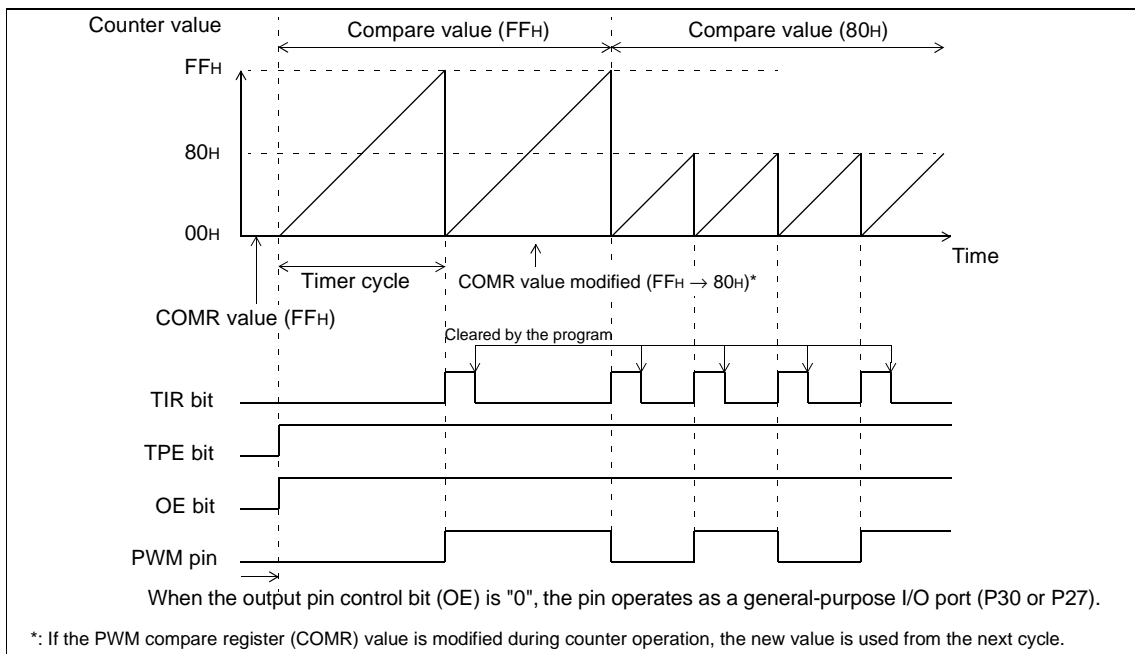 Counter value
Compare value (FFH)
Compare value (80H)
FFH
80H
00H
Time
Timer cycle
COMR value modified (FFH → 80H)*
COMR value (FFH)
Cleared by the program
TIR bit
TPE bit
OE bit
PWM pin
When the output pin control bit (OE) is "0", the pin operates as a general-purpose I/O port (P30 or P27).
*: If the PWM compare register (COMR) value is modified during counter operation, the new value is used from the next cycle.